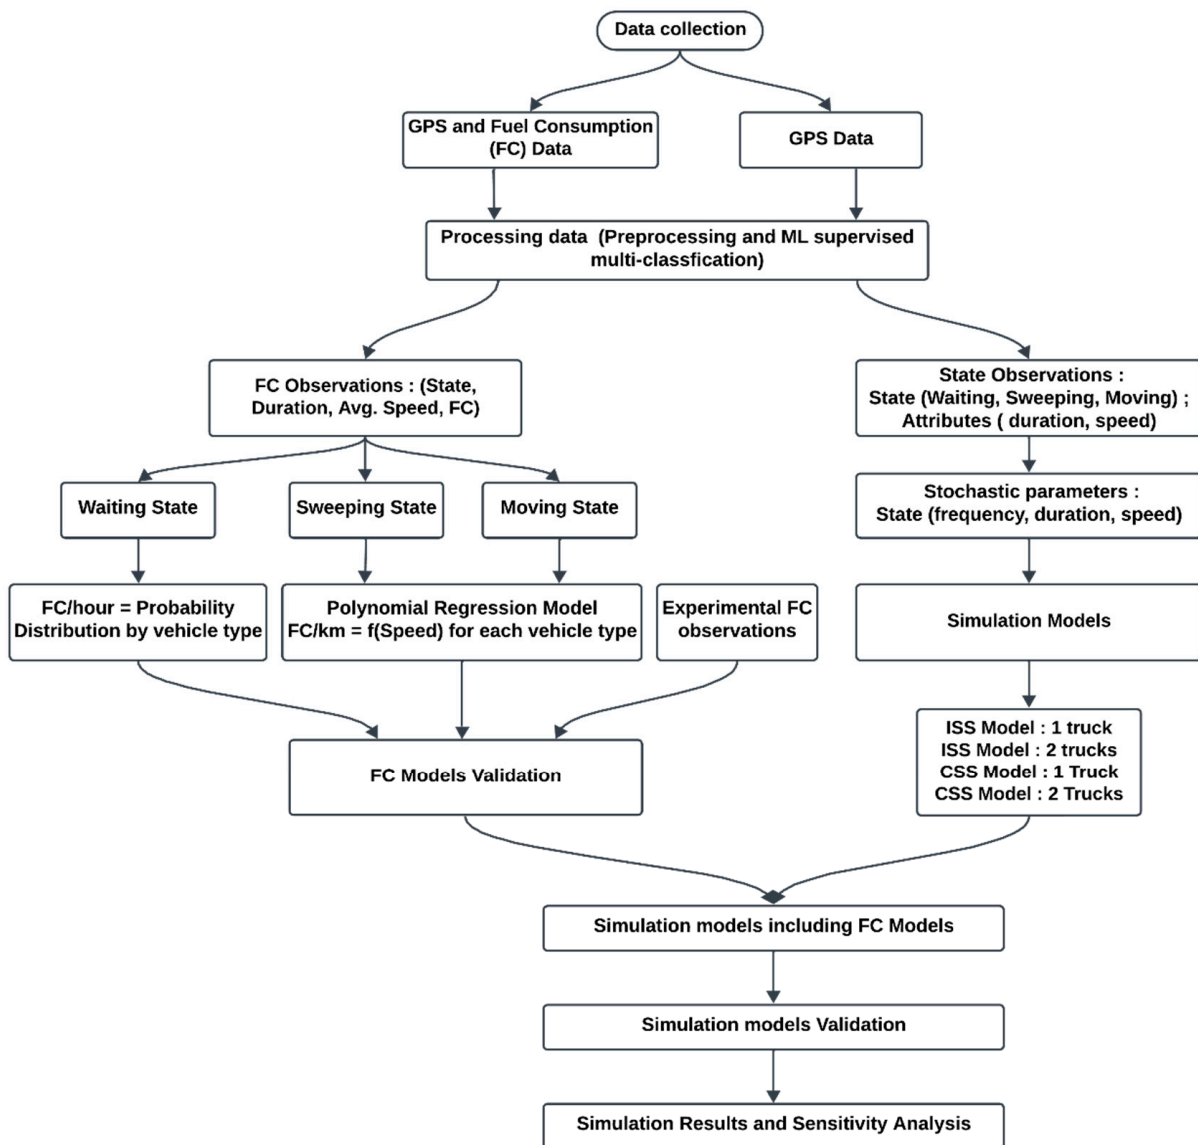 Data collection
GPS and Fuel Consumption
(FC) Data
GPS Data
Processing data (Preprocessing and ML supervised
multi-classfication)
FC Observations : (State,
Duration, Avg. Speed, FC)
State Observations :
State (Waiting, Sweeping, Moving) ;
Attributes ( duration, speed)
Waiting State
Sweeping State
Moving State
Stochastic parameters :
State (frequency, duration, speed)
FC/hour = Probability
Distribution by vehicle type
Polynomial Regression Model
FC/km = f(Speed) for each vehicle type
Experimental FC
observations
Simulation Models
FC Models Validation
ISS Model : 1 truck
ISS Model : 2 trucks
CSS Model : 1 Truck
CSS Model : 2 Trucks
Simulation models including FC Models
Simulation models Validation
Simulation Results and Sensitivity Analysis